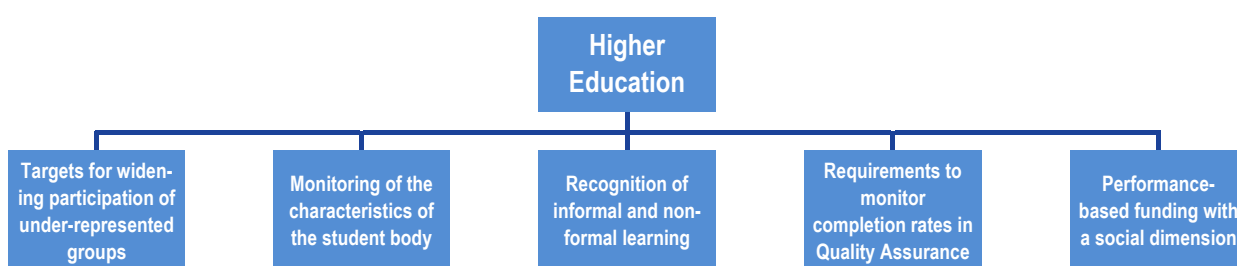 Higher
Education
Targets for widen-
ing participation of
under-represented
groups
Monitoring of the
characteristics of
the student body
Recognition of
informal and non-
formal learning
Requirements to
monitor
completion rates in
Quality Assurance
Performance-
based funding with
a social dimension